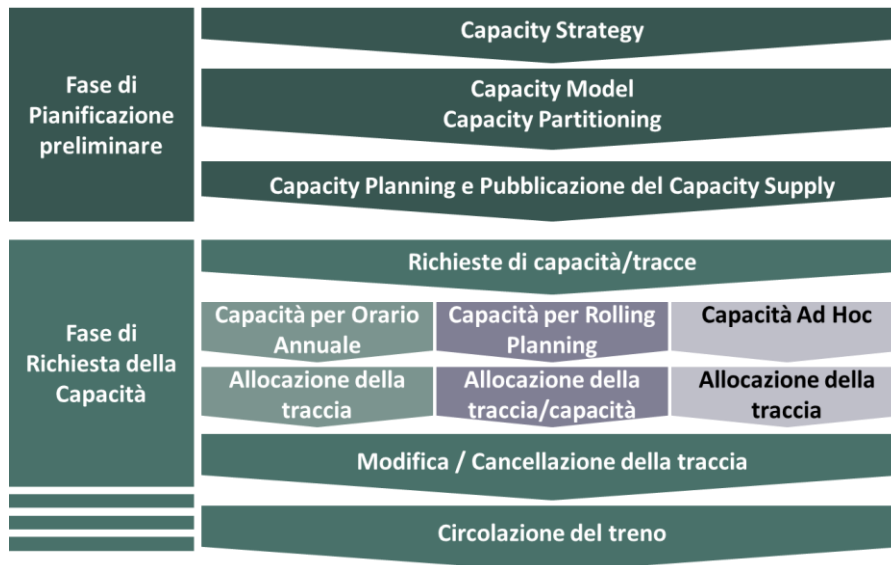 Fase di
Pianificazione
preliminare
Capacity Strategy
Capacity Model
Capacity Partitioning
Capacity Planning e Pubblicazione del Capacity Supply
Fase di
Richiesta della
Capacità
Richieste di capacità/tracce
Capacità per Orario
Annuale
Capacità per Rolling
Planning
Capacità Ad Hoc
Allocazione della
traccia
Allocazione della
traccia/capacità
Allocazione della
traccia
Modifica / Cancellazione della traccia
Circolazione del treno